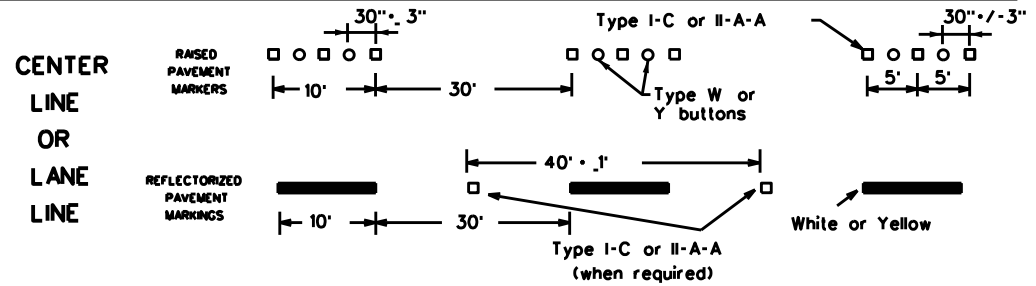 CENTER
LINE
OR
LANE
LINE
RAISED
PAVEMENT
MARKERS
30"·_ 3"
10'
30'
Type I-C or II-A-A
Type W or
Y buttons
30"·/-3"
5'
5'
REFLECTORIZED
PAVEMENT
MARKINGS
10'
30'
40' · _1'
Type I-C or II-A-A
(when required)
White or Yellow